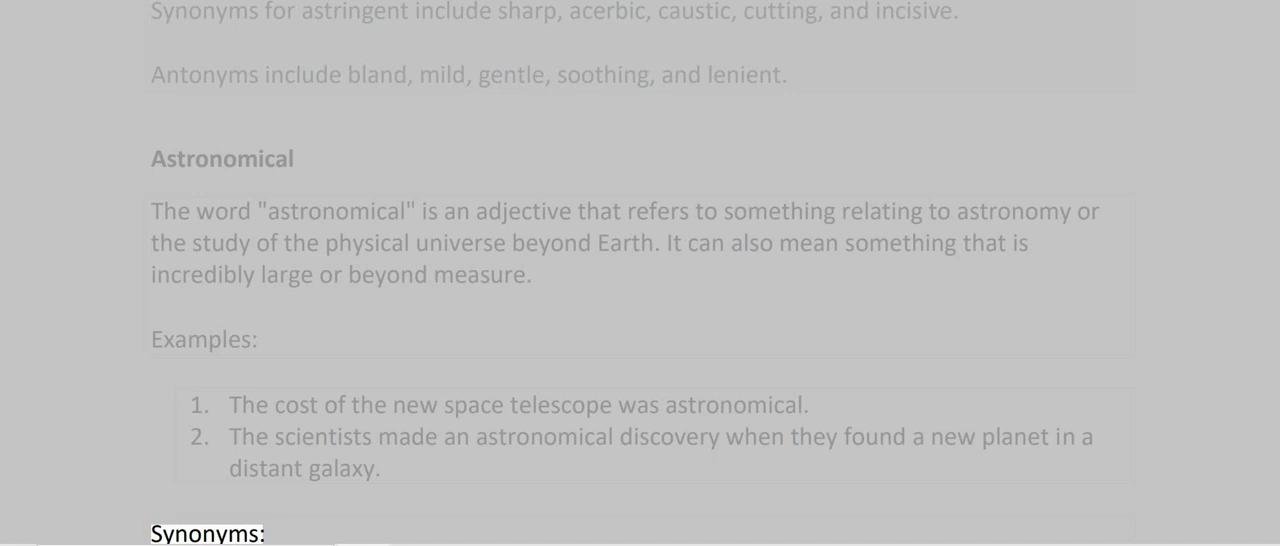 Synonyms for astringent include sharp, acerbic, caustic, cutting, and incisive.
Antonyms include bland, mild, gentle, soothing, and lenient.
Astronomical
The word "astronomical" is an adjective that refers to something relating to astronomy or
the study of the physical universe beyond Earth. It can also mean something that is
incredibly large or beyond measure.
Examples:
1. The cost of the new space telescope was astronomical.
2. The scientists made an astronomical discovery when they found a new planet in a
distant galaxy.
Synonyms: